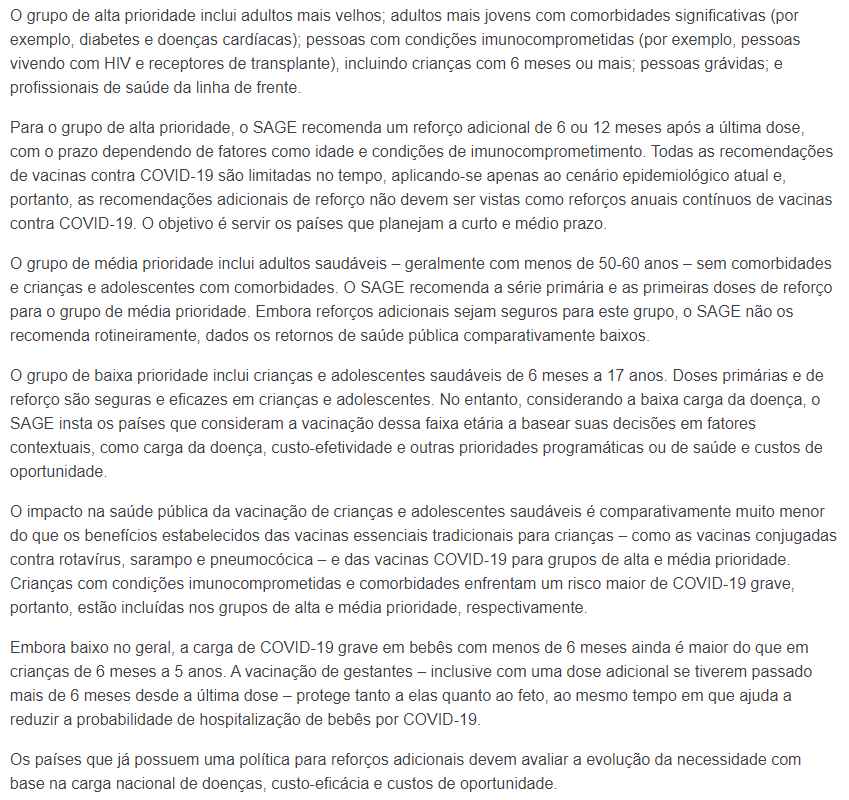 O grupo de alta prioridade inclui adultos mais velhos; adultos mais jovens com comorbidades significativas (por
exemplo, diabetes e doenças cardíacas); pessoas com condições imunocomprometidas (por exemplo, pessoas
vivendo com HIV e receptores de transplante), incluindo crianças com 6 meses ou mais; pessoas grávidas; e
profissionais de saúde da linha de frente.
Para o grupo de alta prioridade, o SAGE recomenda um reforço adicional de 6 ou 12 meses após a última dose,
com o prazo dependendo de fatores como idade e condições de imunocomprometimento. Todas as recomendações
de vacinas contra COVID-19 são limitadas no tempo, aplicando-se apenas ao cenário epidemiológico atual e,
portanto, as recomendações adicionais de reforço não devem ser vistas como reforços anuais contínuos de vacinas
contra COVID-19. O objetivo é servir os países que planejam a curto e médio prazo.
O grupo de média prioridade inclui adultos saudáveis – geralmente com menos de 50-60 anos – sem comorbidades
e crianças e adolescentes com comorbidades. O SAGE recomenda a série primária e as primeiras doses de reforço
para o grupo de média prioridade. Embora reforços adicionais sejam seguros para este grupo, o SAGE não os
recomenda rotineiramente, dados os retornos de saúde pública comparativamente baixos.
O grupo de baixa prioridade inclui crianças e adolescentes saudáveis de 6 meses a 17 anos. Doses primárias e de
reforço são seguras e eficazes em crianças e adolescentes. No entanto, considerando a baixa carga da doença, o
SAGE insta os países que consideram a vacinação dessa faixa etária a basear suas decisões em fatores
contextuais, como carga da doença, custo-efetividade e outras prioridades programáticas ou de saúde e custos de
oportunidade.
O impacto na saúde pública da vacinação de crianças e adolescentes saudáveis é comparativamente muito menor
do que os benefícios estabelecidos das vacinas essenciais tradicionais para crianças – como as vacinas conjugadas
contra rotavírus, sarampo e pneumocócica – e das vacinas COVID-19 para grupos de alta e média prioridade.
Crianças com condições imunocomprometidas e comorbidades enfrentam um risco maior de COVID-19 grave,
portanto, estão incluídas nos grupos de alta e média prioridade, respectivamente.
Embora baixo no geral, a carga de COVID-19 grave em bebês com menos de 6 meses ainda é maior do que em
crianças de 6 meses a 5 anos. A vacinação de gestantes – inclusive com uma dose adicional se tiverem passado
mais de 6 meses desde a última dose – protege tanto a elas quanto ao feto, ao mesmo tempo em que ajuda a
reduzir a probabilidade de hospitalização de bebês por COVID-19.
Os países que já possuem uma política para reforços adicionais devem avaliar a evolução da necessidade com
base na carga nacional de doenças, custo-eficácia e custos de oportunidade.